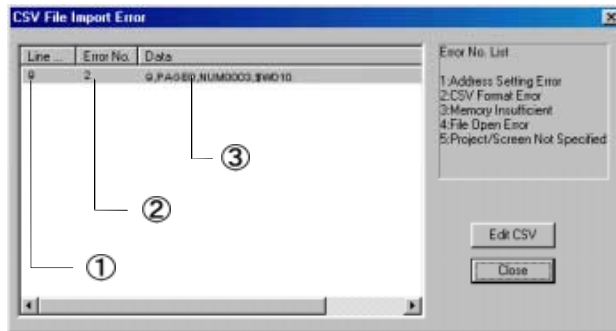 CSV File Import Error
Line ... Error No. Data
9 2 9,PAGE0,NUM0003,$W010
③
②
①
Error No. List
1:Address Setting Error
2:CSV Format Error
3:Memory Insufficient
4:File Open Error
5:Project/Screen Not Specified
Edit CSV
Close